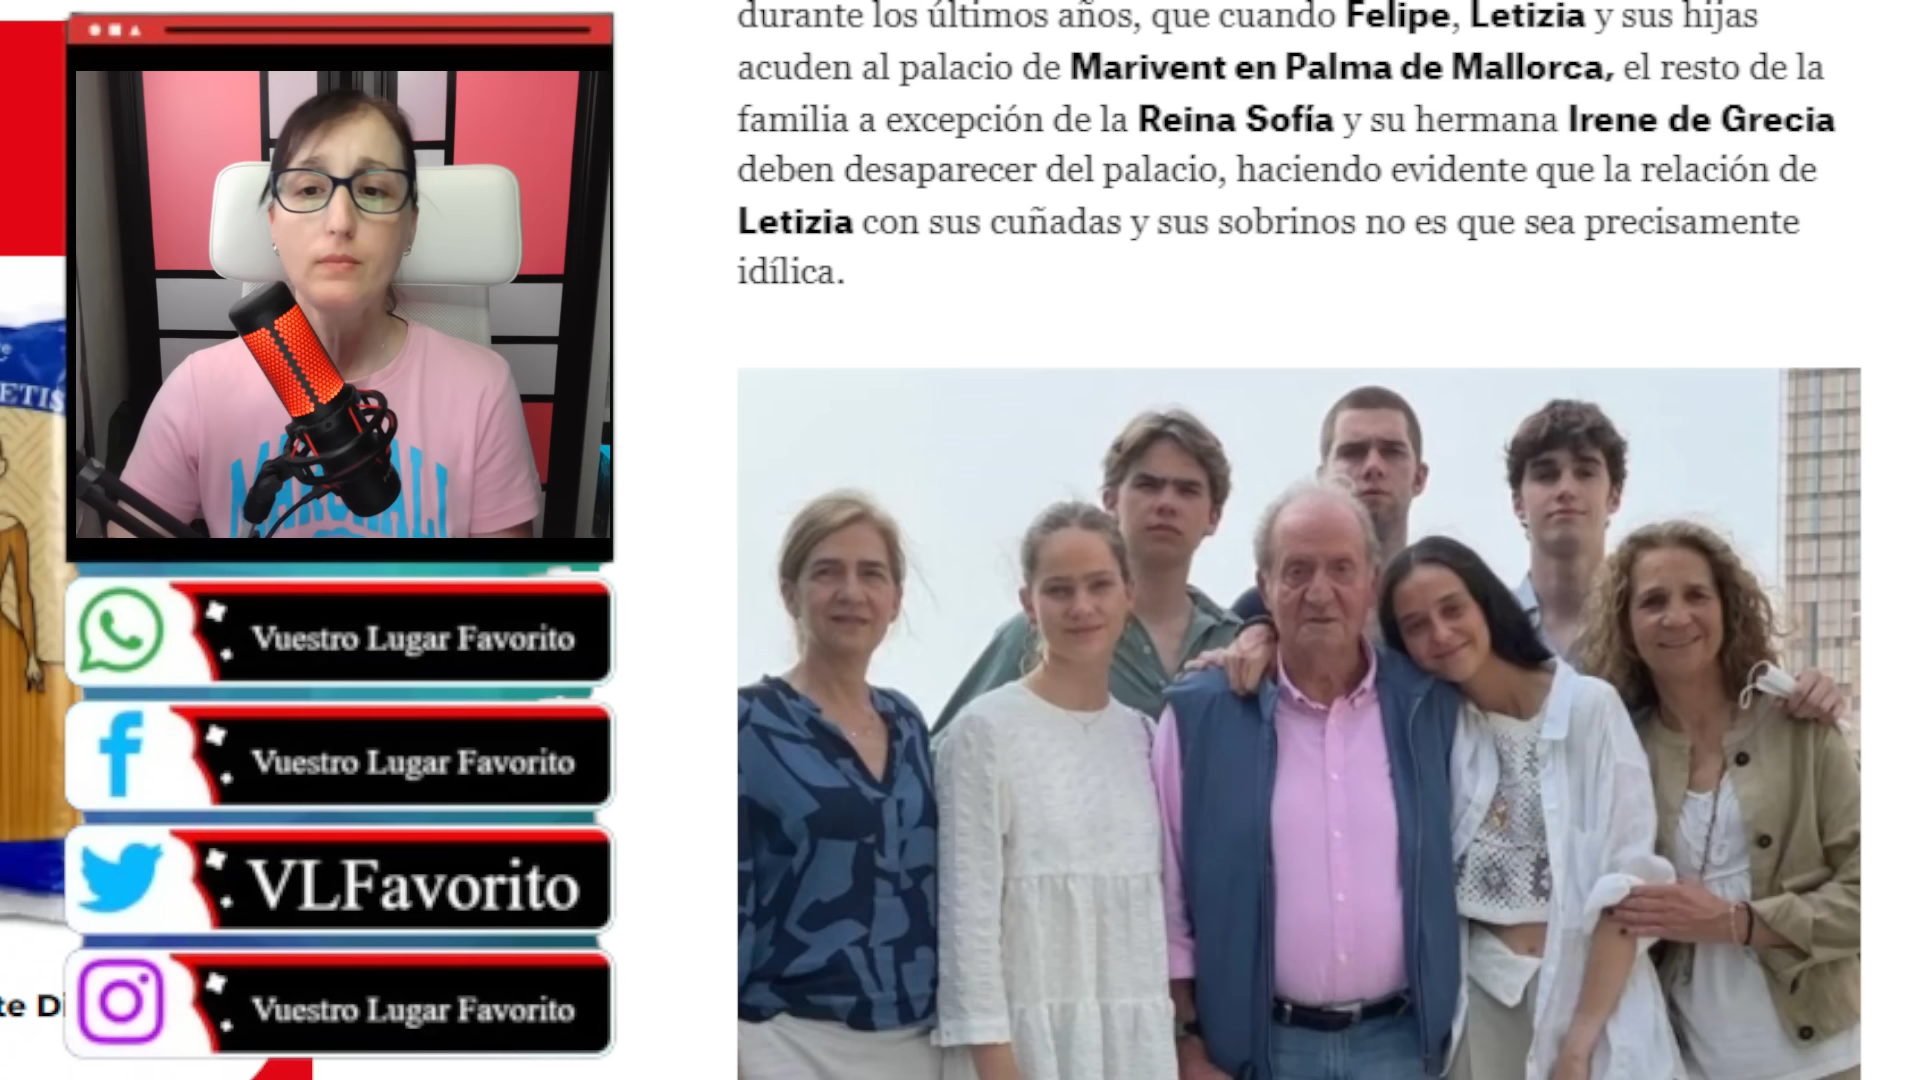 durante los últimos años, que cuando Felipe, Letizia y sus hijas
acuden al palacio de Marivent en Palma de Mallorca, el resto de la
familia a excepción de la Reina Sofía y su hermana Irene de Grecia
deben desaparecer del palacio, haciendo evidente que la relación de
Letizia con sus cuñadas y sus sobrinos no es que sea precisamente
idílica.
Vuestro Lugar Favorito
Vuestro Lugar Favorito
VLFavorito
Vuestro Lugar Favorito